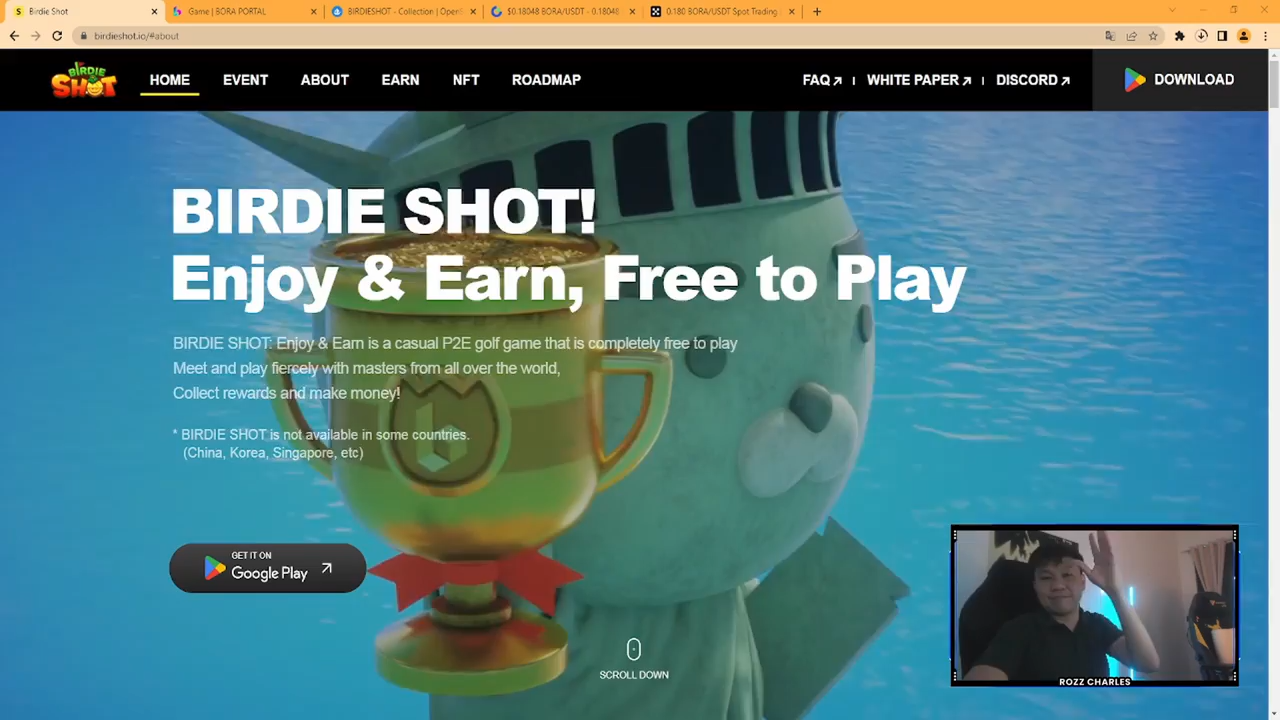 Birdie Shot
Game | BORA PORTAL
BIRDIESHOT - Collection | Open
$0.18048 BORA/USDT - 0.18048
0.180 BORA/USDT Spot Trading
birdieshot.io/#about
BIRDIE
SHOT
HOME
EVENT
ABOUT
EARN
NFT
ROADMAP
FAQ
WHITE PAPER
DISCORD
DOWNLOAD
BIRDIE SHOT!
Enjoy & Earn, Free to Play
BIRDIE SHOT: Enjoy & Earn is a casual P2E golf game that is completely free to play
Meet and play fiercely with masters from all over the world,
Collect rewards and make money!
* BIRDIE SHOT is not available in some countries.
(China, Korea, Singapore, etc)
GET IT ON
Google Play
SCROLL DOWN
ROZZ CHARLES